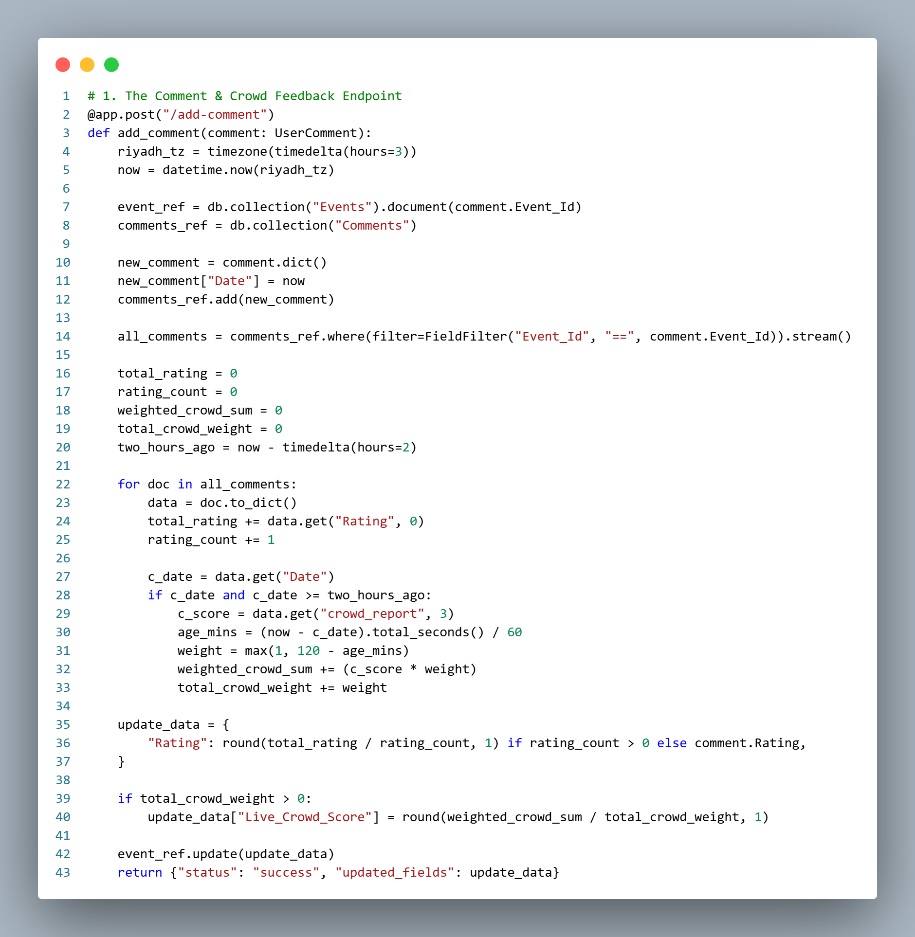 1 # 1. The Comment & Crowd Feedback Endpoint
2 @app.post("/add-comment")
3 def add_comment(comment: UserComment):
4     riyadh_tz = timezone(timedelta(hours=3))
5     now = datetime.now(riyadh_tz)
6
7     event_ref = db.collection("Events").document(comment.Event_Id)
8     comments_ref = db.collection("Comments")
9
10     new_comment = comment.dict()
11     new_comment["Date"] = now
12     comments_ref.add(new_comment)
13
14     all_comments = comments_ref.where(filter=FieldFilter("Event_Id", "==", comment.Event_Id)).stream()
15
16     total_rating = 0
17     rating_count = 0
18     weighted_crowd_sum = 0
19     total_crowd_weight = 0
20     two_hours_ago = now - timedelta(hours=2)
21
22     for doc in all_comments:
23         data = doc.to_dict()
24         total_rating += data.get("Rating", 0)
25         rating_count += 1
26
27         c_date = data.get("Date")
28         if c_date and c_date >= two_hours_ago:
29             c_score = data.get("crowd_report", 3)
30             age_mins = (now - c_date).total_seconds() / 60
31             weight = max(1, 120 - age_mins)
32             weighted_crowd_sum += (c_score * weight)
33             total_crowd_weight += weight
34
35     update_data = {
36         "Rating": round(total_rating / rating_count, 1) if rating_count > 0 else comment.Rating,
37     }
38
39     if total_crowd_weight > 0:
40         update_data["Live_Crowd_Score"] = round(weighted_crowd_sum / total_crowd_weight, 1)
41
42     event_ref.update(update_data)
43     return {"status": "success", "updated_fields": update_data}